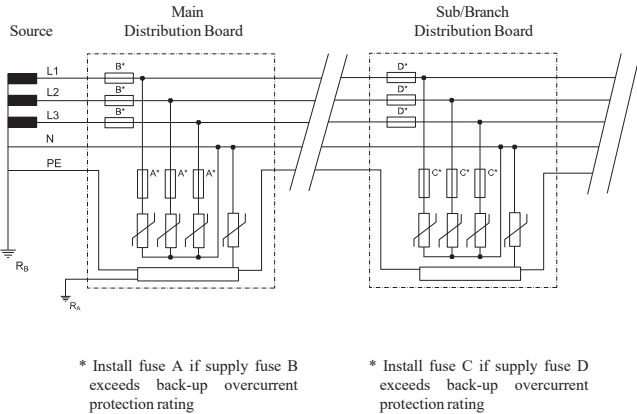 Main
Distribution Board
Sub/Branch
Distribution Board
Source
L1
L2
L3
N
PE
B*
B*
B*
A*
A*
A*
D*
D*
D*
C*
C*
C*
RB
RA
* Install fuse A if supply fuse B
exceeds back-up overcurrent
protection rating
* Install fuse C if supply fuse D
exceeds back-up overcurrent
protection rating